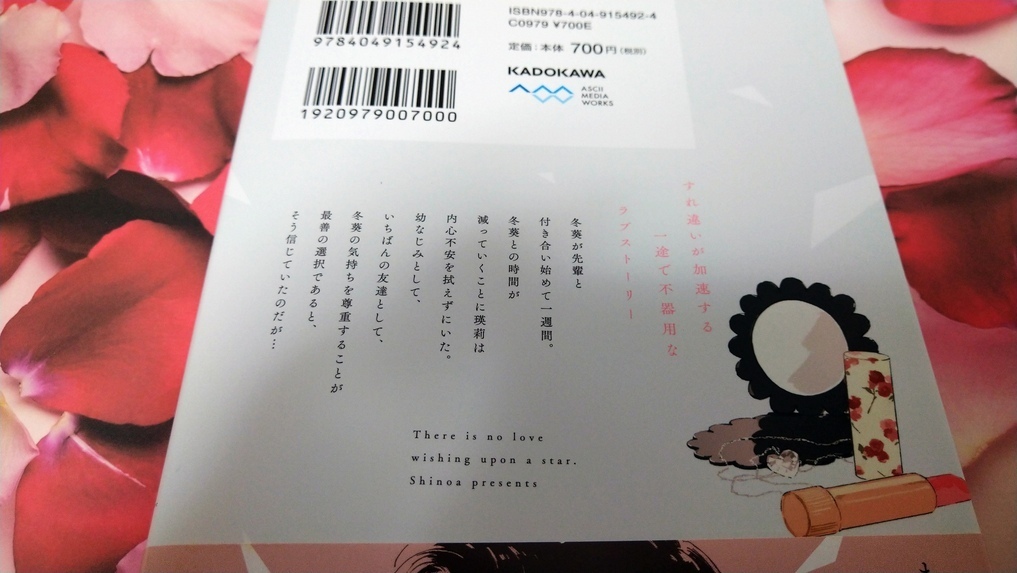 ISBN978-4-04-915492-4
C0979 ¥700E
9784049154924
定価：本体 700円（税別）
KADOKAWA
ASCII
MEDIA
WORKS
1920979007000
すれ違いが加速する
一途で不器用な
ラブストーリー
冬葵が先輩と
付き合い始めて一週間。
冬葵との時間が
減っていくことに瑛莉は
内心不安を拭えずにいた。
幼なじみとして、
いちばんの友達として、
冬葵の気持ちを尊重することが
最善の選択であると、
そう信じていたのだが…
There is no love
wishing upon a star.
Shinoa presents